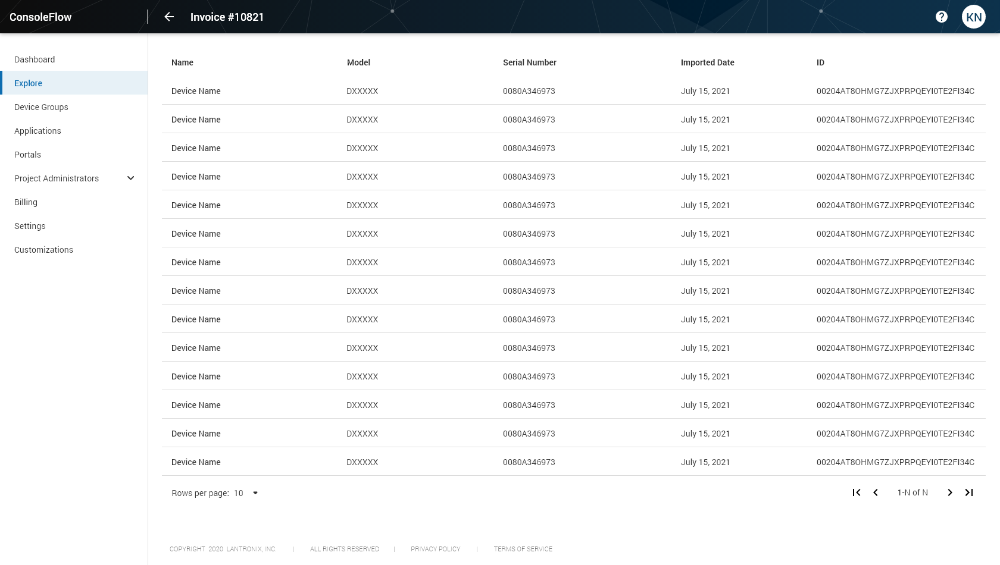 ConsoleFlow
Invoice #10821
?
KN
Dashboard
Explore
Device Groups
Applications
Portals
Project Administrators
Billing
Settings
Customizations
Name Model Serial Number Imported Date ID
Device Name DXXXXX 0080A346973 July 15, 2021 00204AT8OHMG7ZJXPRPQEYI0TE2FI34C
Device Name DXXXXX 0080A346973 July 15, 2021 00204AT8OHMG7ZJXPRPQEYI0TE2FI34C
Device Name DXXXXX 0080A346973 July 15, 2021 00204AT8OHMG7ZJXPRPQEYI0TE2FI34C
Device Name DXXXXX 0080A346973 July 15, 2021 00204AT8OHMG7ZJXPRPQEYI0TE2FI34C
Device Name DXXXXX 0080A346973 July 15, 2021 00204AT8OHMG7ZJXPRPQEYI0TE2FI34C
Device Name DXXXXX 0080A346973 July 15, 2021 00204AT8OHMG7ZJXPRPQEYI0TE2FI34C
Device Name DXXXXX 0080A346973 July 15, 2021 00204AT8OHMG7ZJXPRPQEYI0TE2FI34C
Device Name DXXXXX 0080A346973 July 15, 2021 00204AT8OHMG7ZJXPRPQEYI0TE2FI34C
Device Name DXXXXX 0080A346973 July 15, 2021 00204AT8OHMG7ZJXPRPQEYI0TE2FI34C
Device Name DXXXXX 0080A346973 July 15, 2021 00204AT8OHMG7ZJXPRPQEYI0TE2FI34C
Device Name DXXXXX 0080A346973 July 15, 2021 00204AT8OHMG7ZJXPRPQEYI0TE2FI34C
Device Name DXXXXX 0080A346973 July 15, 2021 00204AT8OHMG7ZJXPRPQEYI0TE2FI34C
Device Name DXXXXX 0080A346973 July 15, 2021 00204AT8OHMG7ZJXPRPQEYI0TE2FI34C
Device Name DXXXXX 0080A346973 July 15, 2021 00204AT8OHMG7ZJXPRPQEYI0TE2FI34C
Rows per page: 10 1-N of N
COPYRIGHT 2020 LANTRONIX, INC. | ALL RIGHTS RESERVED | PRIVACY POLICY | TERMS OF SERVICE